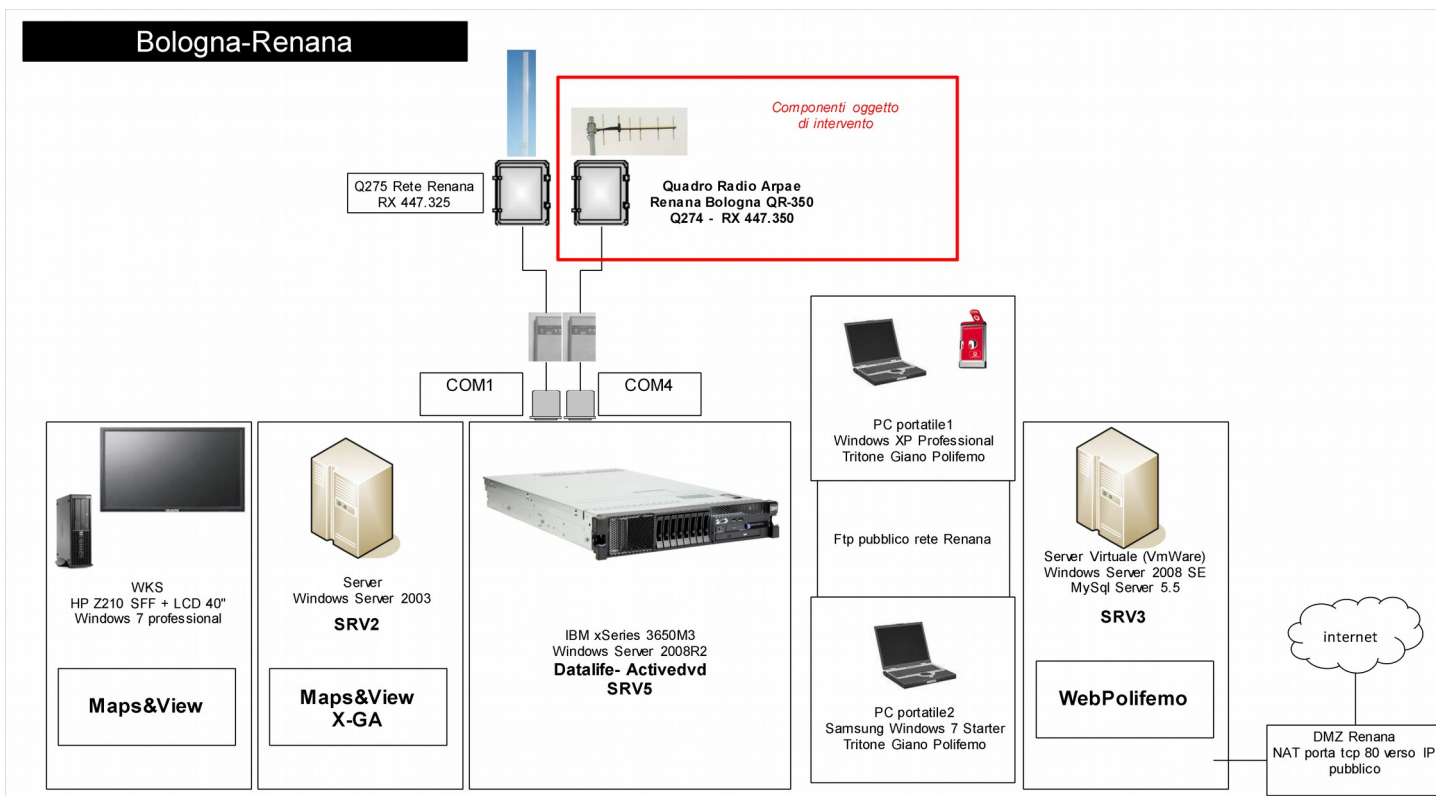 Bologna-Renana
Componenti oggetto
di intervento
Q275 Rete Renana
RX 447.325
Quadro Radio Arpae
Renana Bologna QR-350
Q274 - RX 447.350
COM1
COM4
WKS
HP Z210 SFF + LCD 40"
Windows 7 professional
Maps&View
Server
Windows Server 2003
SRV2
Maps&View
X-GA
IBM xSeries 3650M3
Windows Server 2008R2
Datalife- Activedvd
SRV5
PC portatile1
Windows XP Professional
Tritone Giano Polifemo
Ftp pubblico rete Renana
PC portatile2
Samsung Windows 7 Starter
Tritone Giano Polifemo
Server Virtuale (VmWare)
Windows Server 2008 SE
MySql Server 5.5
SRV3
WebPolifemo
internet
DMZ Renana
NAT porta tcp 80 verso IP
pubblico